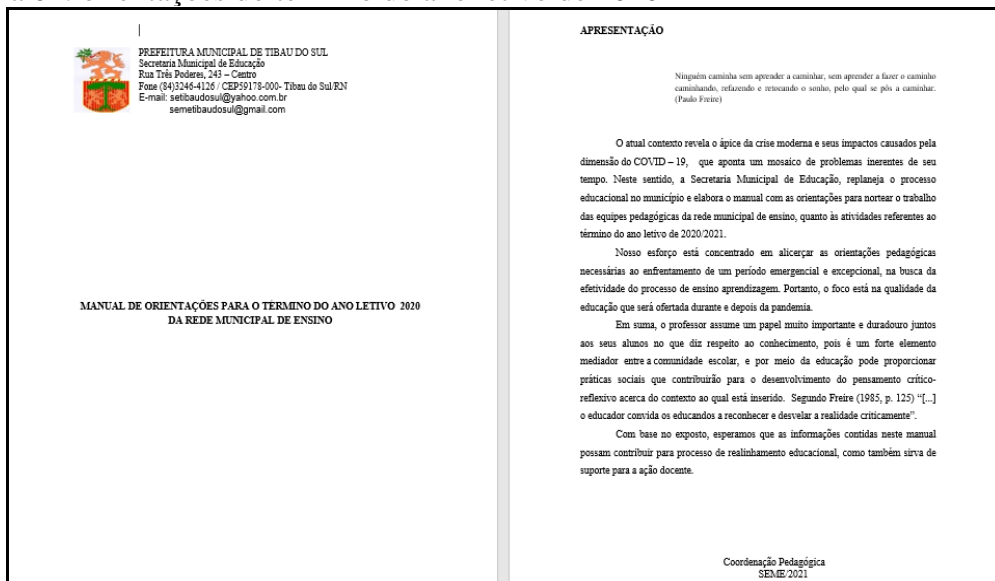 PREFEITURA MUNICIPAL DE TIBAU DO SUL
Secretaria Municipal de Educação
Rua Três Poderes, 243 – Centro
Fone (84)3246-4126 / CEP59178-000- Tibau do Sul/RN
E-mail: setibaudosul@yahoo.com.br
semetibaudosul@gmail.com
MANUAL DE ORIENTAÇÕES PARA O TÉRMINO DO ANO LETIVO 2020
DA REDE MUNICIPAL DE ENSINO
APRESENTAÇÃO
Ninguém caminha sem aprender a caminhar, sem aprender a fazer o caminho
caminhando, refazendo e retocando o sonho, pelo qual se pôs a caminhar.
(Paulo Freire)
O atual contexto revela o ápice da crise moderna e seus impactos causados pela
dimensão do COVID – 19, que aponta um mosaico de problemas inerentes de seu
tempo. Neste sentido, a Secretaria Municipal de Educação, replaneja o processo
educacional no município e elabora o manual com as orientações para nortear o trabalho
das equipes pedagógicas da rede municipal de ensino, quanto às atividades referentes ao
término do ano letivo de 2020/2021.
Nosso esforço está concentrado em alicerçar as orientações pedagógicas
necessárias ao enfrentamento de um período emergencial e excepcional, na busca da
efetividade do processo de ensino aprendizagem. Portanto, o foco está na qualidade da
educação que será ofertada durante e depois da pandemia.
Em suma, o professor assume um papel muito importante e duradouro juntos
aos seus alunos no que diz respeito ao conhecimento, pois é um forte elemento
mediador entre a comunidade escolar, e por meio da educação pode proporcionar
práticas sociais que contribuirão para o desenvolvimento do pensamento crítico-
reflexivo acerca do contexto ao qual está inserido. Segundo Freire (1985, p. 125) “[...]
o educador convida os educandos a reconhecer e desvelar a realidade criticamente”.
Com base no exposto, esperamos que as informações contidas neste manual
possam contribuir para processo de realinhamento educacional, como também sirva de
suporte para a ação docente.
Coordenação Pedagógica
SEME/2021